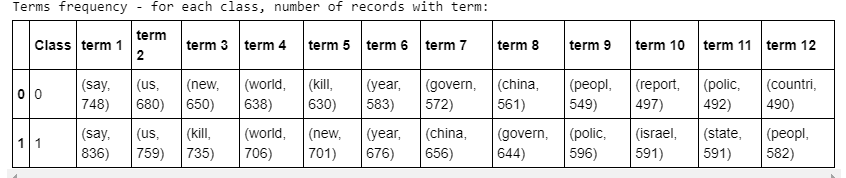 Terms frequency - for each class, number of records with term:
Class term 1 term 2 term 3 term 4 term 5 term 6 term 7 term 8 term 9 term 10 term 11 term 12
0 0 (say, 748) (us, 680) (new, 650) (world, 638) (kill, 630) (year, 583) (govern, 572) (china, 561) (peopl, 549) (report, 497) (polic, 492) (countri, 490)
1 1 (say, 836) (us, 759) (kill, 735) (world, 706) (new, 701) (year, 676) (china, 656) (govern, 644) (polic, 596) (israel, 591) (state, 591) (peopl, 582)